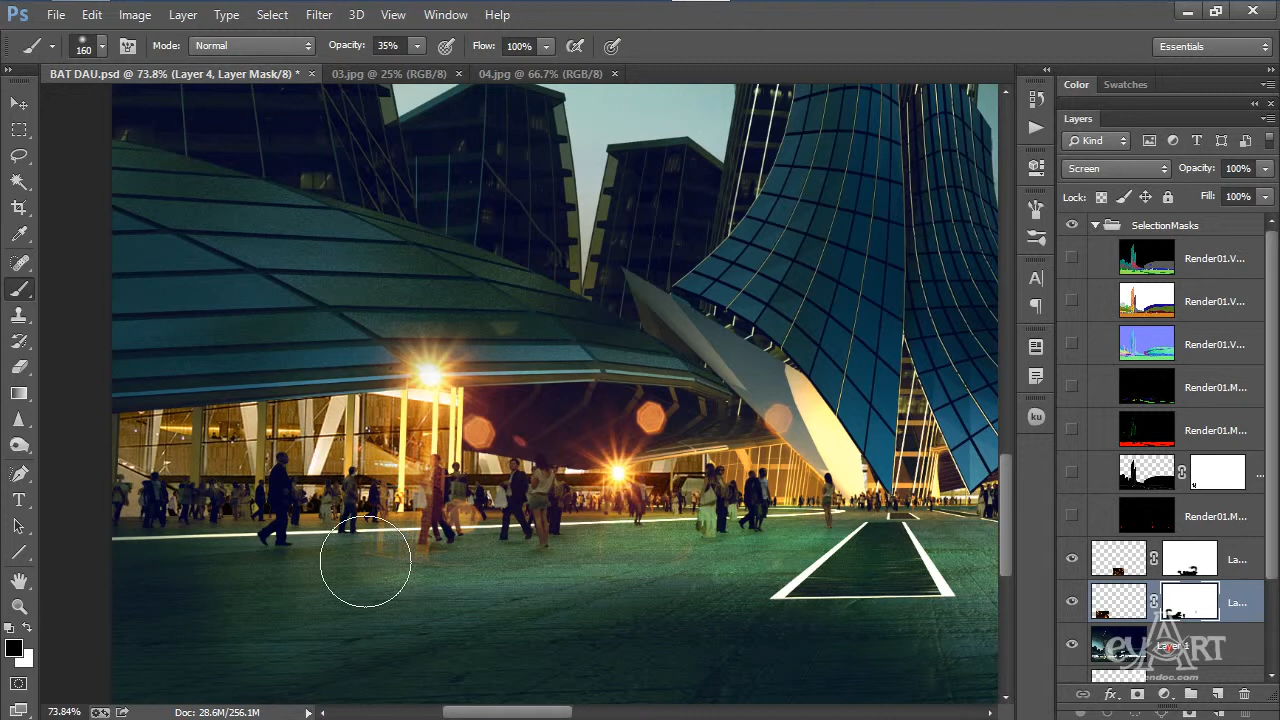 Ps File Edit Image Layer Type Select Filter 3D View Window Help
160 Mode: Normal Opacity: 35% Flow: 100% Essentials
BAT DAU.psd @ 73.8% (Layer 4, Layer Mask/8) * × 03.jpg @ 25% (RGB/8) × 04.jpg @ 66.7% (RGB/8) ×
Color Swatches
Layers
Kind
Screen Opacity: 100%
Lock: Fill: 100%
SelectionMasks
Render01.V...
Render01.V...
Render01.V...
Render01.M...
Render01.M...
...
Render01.M...
La...
La...
Layer 1
ku
73.84% Doc: 28.6M/256.1M